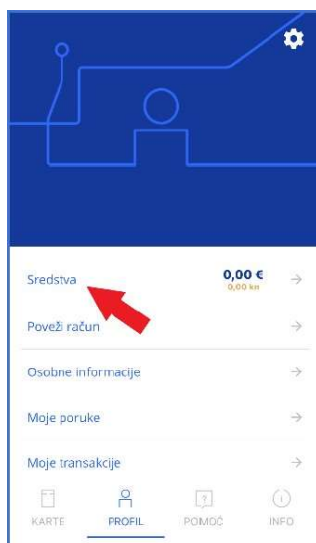 Sredstva 0,00 €
0,00 kn
Poveži račun
Osobne informacije
Moje poruke
Moje transakcije
KARTE PROFIL POMOĆ INFO